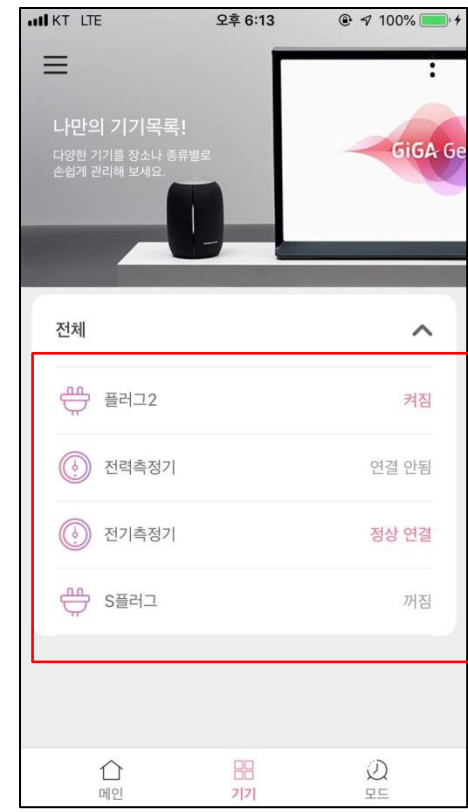 KT LTE 오후 6:13 100%
나만의 기기목록!
다양한 기기를 장소나 종류별로
손쉽게 관리해 보세요.
GiGA Ge
전체
플러그2 켜짐
전력측정기 연결 안됨
전기측정기 정상 연결
S플러그 꺼짐
메인 기기 모드